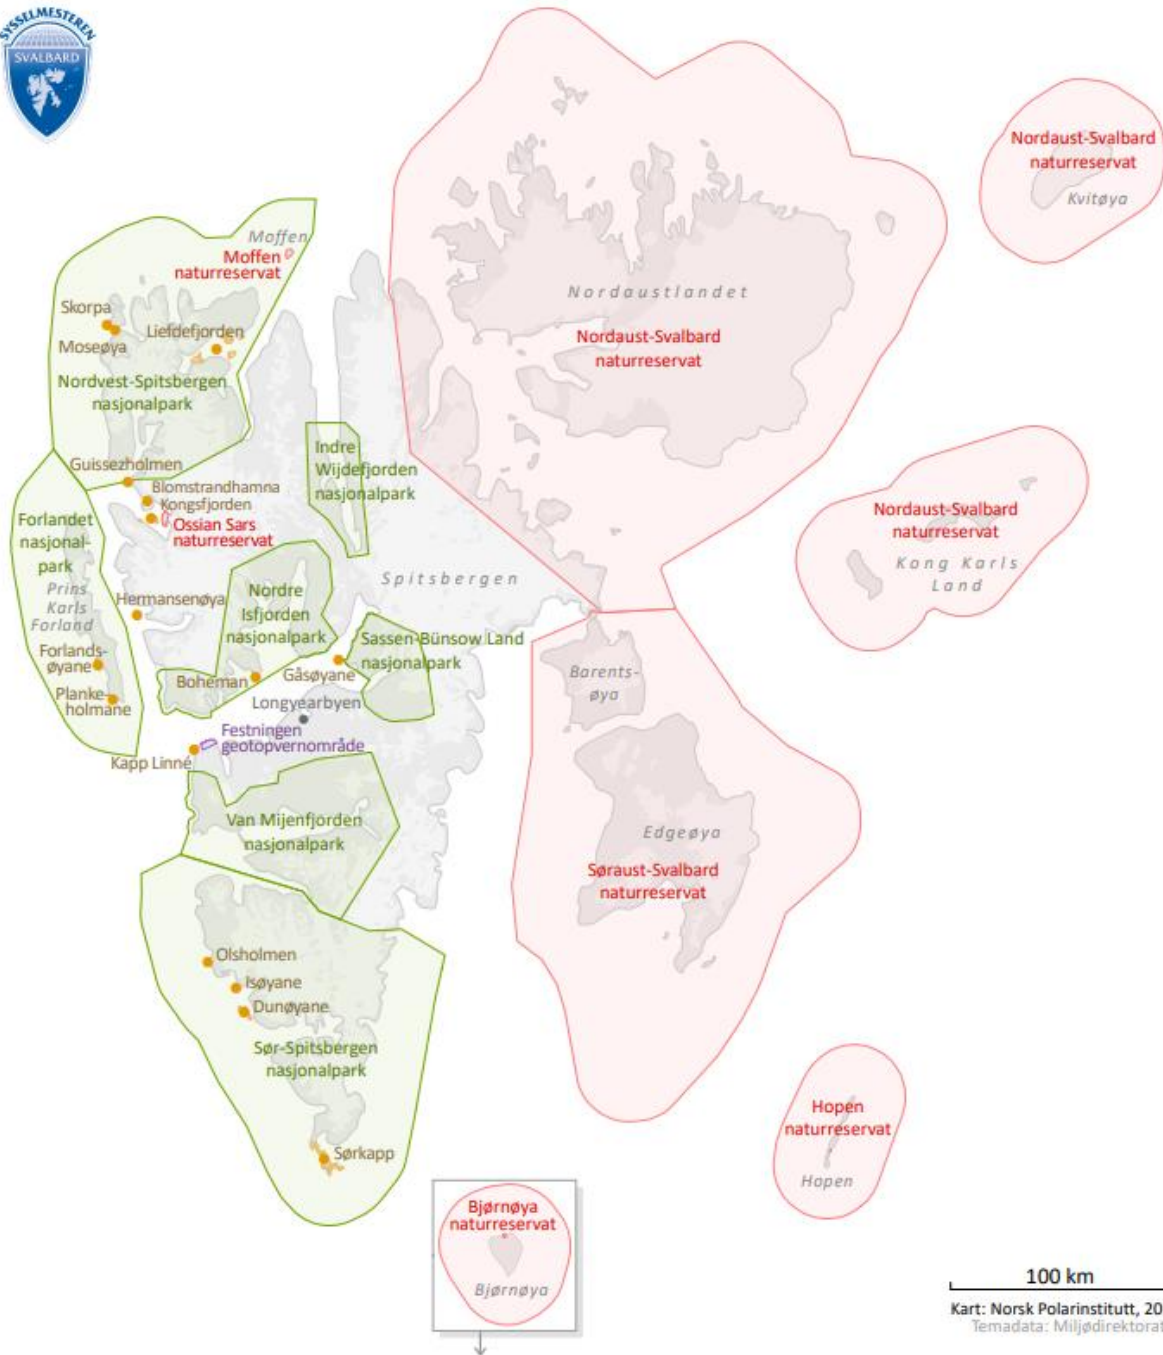 SYSSELMESTEREN
SVALBARD
Nordaust-Svalbard
naturreservat
Kvitøya
Moffen
Moffen
naturreservat
Nordaustlandet
Skorpa
Liefdefjorden
Moseøya
Nordaust-Svalbard
naturreservat
Nordvest-Spitsbergen
nasjonalpark
Indre
Wijdefjorden
nasjonalpark
Guissezholmen
Blomstrandhamna
Kongsfjorden
Ossian Sars
naturreservat
Forlandet
nasjonal-
park
Prins
Karls
Forland
Nordaust-Svalbard
naturreservat
Kong Karls
Land
Spitsbergen
Hermansenøya
Nordre
Isfjorden
nasjonalpark
Sassen-Bünsow Land
nasjonalpark
Forlands-
øyane
Planke-
holmane
Boheman
Gåsøyane
Longyearbyen
Barents-
øya
Festningen
geotopvernområde
Kapp Linné
Van Mijenfjorden
nasjonalpark
Edgeøya
Søraust-Svalbard
naturreservat
Olsholmen
Isøyane
Dunøyane
Sør-Spitsbergen
nasjonalpark
Sørkapp
Hopen
naturreservat
Hopen
Bjørnøya
naturreservat
Bjørnøya
100 km
Kart: Norsk Polarinstitutt, 20
Temadata: Miljødirektorat